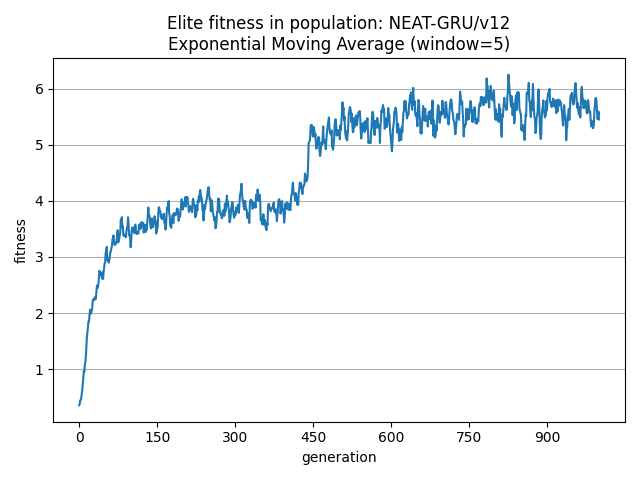 Elite fitness in population: NEAT-GRU/v12
Exponential Moving Average (window=5)
6
5
4
3
2
1
fitness
0 150 300 450 600 750 900
generation